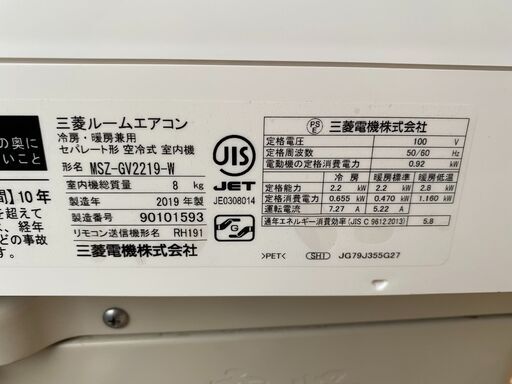 の奥に
いこと
間】10年
を超えて
く、経年
どの事故
三菱ルームエアコン
冷房・暖房兼用
セパレート形 空冷式 室内機
形名 MSZ-GV2219-W
室内機総質量 8 kg
製造年 2019 年製
製造番号 90101593
リモコン送信機形名 RH191
三菱電機株式会社
JIS
JET
JE0308014
G
PS
E
三菱電機株式会社
定格電圧 100 V
定格周波数 50/60 Hz
電動機の定格消費電力 0.92 kW
冷 房 暖房標準 暖房低温
定格能力 2.2 kW 2.2 kW 2.8 kW
定格消費電力 0.655 kW 0.470 kW 1.160 kW
運転電流 7.27 A 5.22 A
通年エネルギー消費効率(JIS C 9612:2013) 5.8
>PET< SHI JG79J355G27